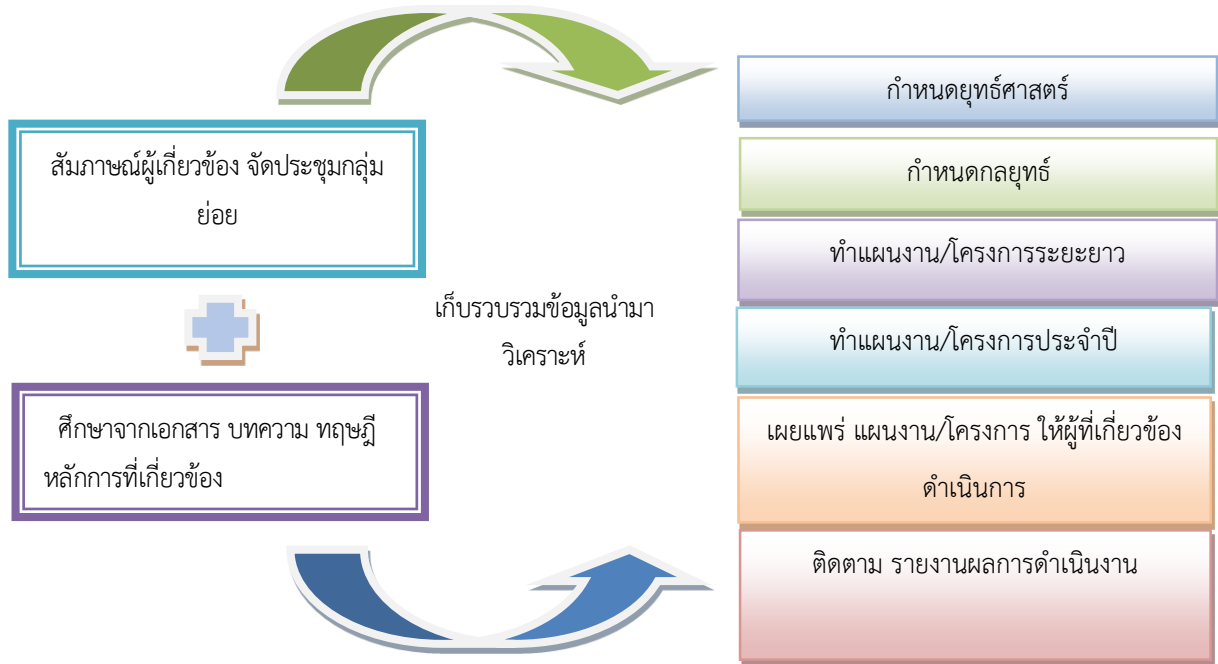 สัมภาษณ์ผู้เกี่ยวข้อง จัดประชุมกลุ่ม
ย่อย
ศึกษาจากเอกสาร บทความ ทฤษฎี
หลักการที่เกี่ยวข้อง
เก็บรวบรวมข้อมูลนำมา
วิเคราะห์
กำหนดยุทธ์ศาสตร์
กำหนดกลยุทธ์
ทำแผนงาน/โครงการระยะยาว
ทำแผนงาน/โครงการประจำปี
เผยแพร่ แผนงาน/โครงการ ให้ผู้ที่เกี่ยวข้อง
ดำเนินการ
ติดตาม รายงานผลการดำเนินงาน